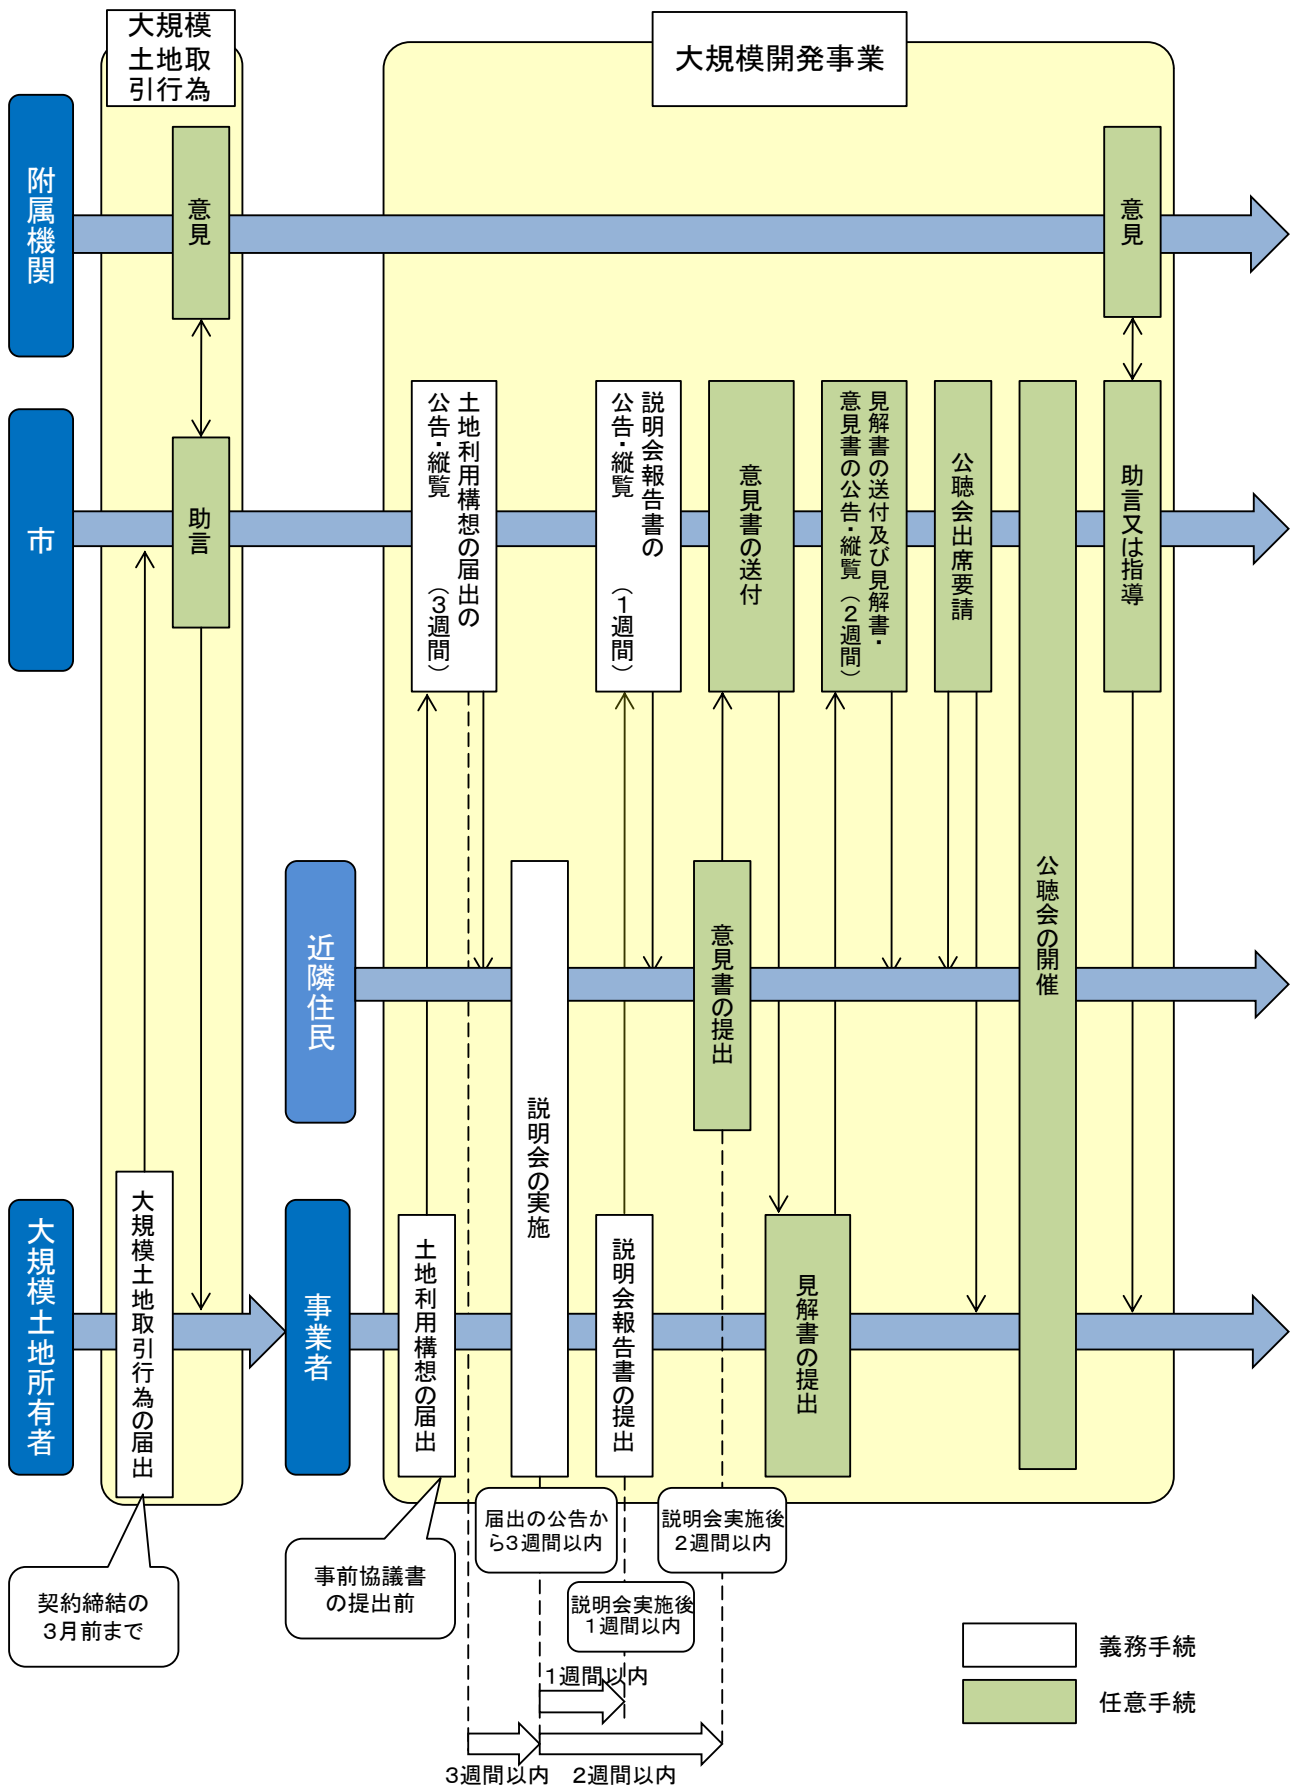 大規模
土地取
引行為
大規模開発事業
附属機関
意見
意見
市
助言
土地利用構想の届出の
公告・縦覧　（３週間）
説明会報告書の
公告・縦覧　（１週間）
意見書の送付
見解書の送付及び見解書・
意見書の公告・縦覧（２週間）
公聴会出席要請
公聴会の開催
助言又は指導
近隣住民
説明会の実施
意見書の提出
大規模土地所有者
大規模土地取引行為の届出
事業者
土地利用構想の届出
説明会報告書の提出
見解書の提出
契約締結の
３月前まで
事前協議書
の提出前
届出の公告か
ら３週間以内
説明会実施後
２週間以内
説明会実施後
１週間以内
１週間以内
３週間以内
２週間以内
義務手続
任意手続